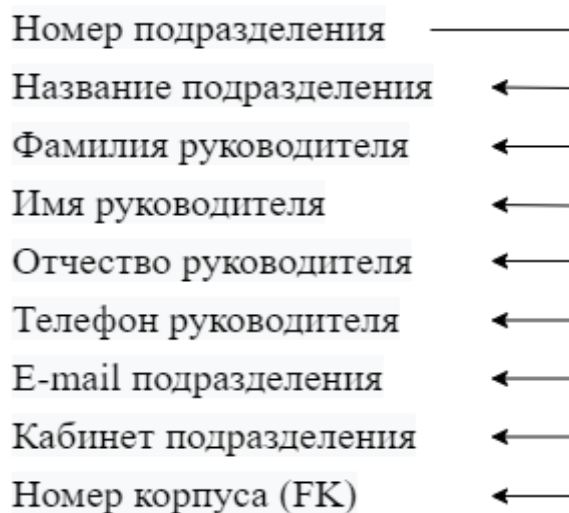 Номер подразделения
Название подразделения
Фамилия руководителя
Имя руководителя
Отчество руководителя
Телефон руководителя
E-mail подразделения
Кабинет подразделения
Номер корпуса (FK)